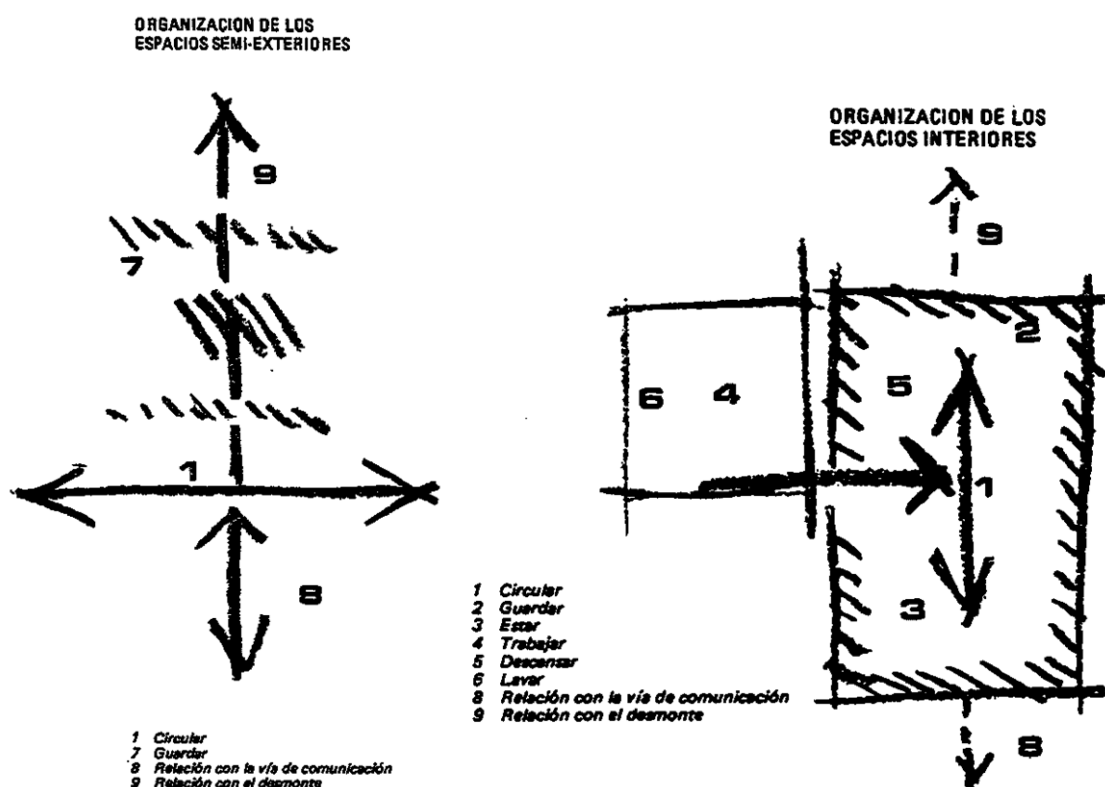 ORGANIZACION DE LOS
ESPACIOS SEMI-EXTERIORES
9
7
1
8
1 Circular
7 Guardar
8 Relación con la vía de comunicación
9 Relación con el desmonte
ORGANIZACION DE LOS
ESPACIOS INTERIORES
9
2
5
6 4
1
3
8
1 Circular
2 Guardar
3 Estar
4 Trabajar
5 Descansar
6 Lavar
8 Relación con la vía de comunicación
9 Relación con el desmonte